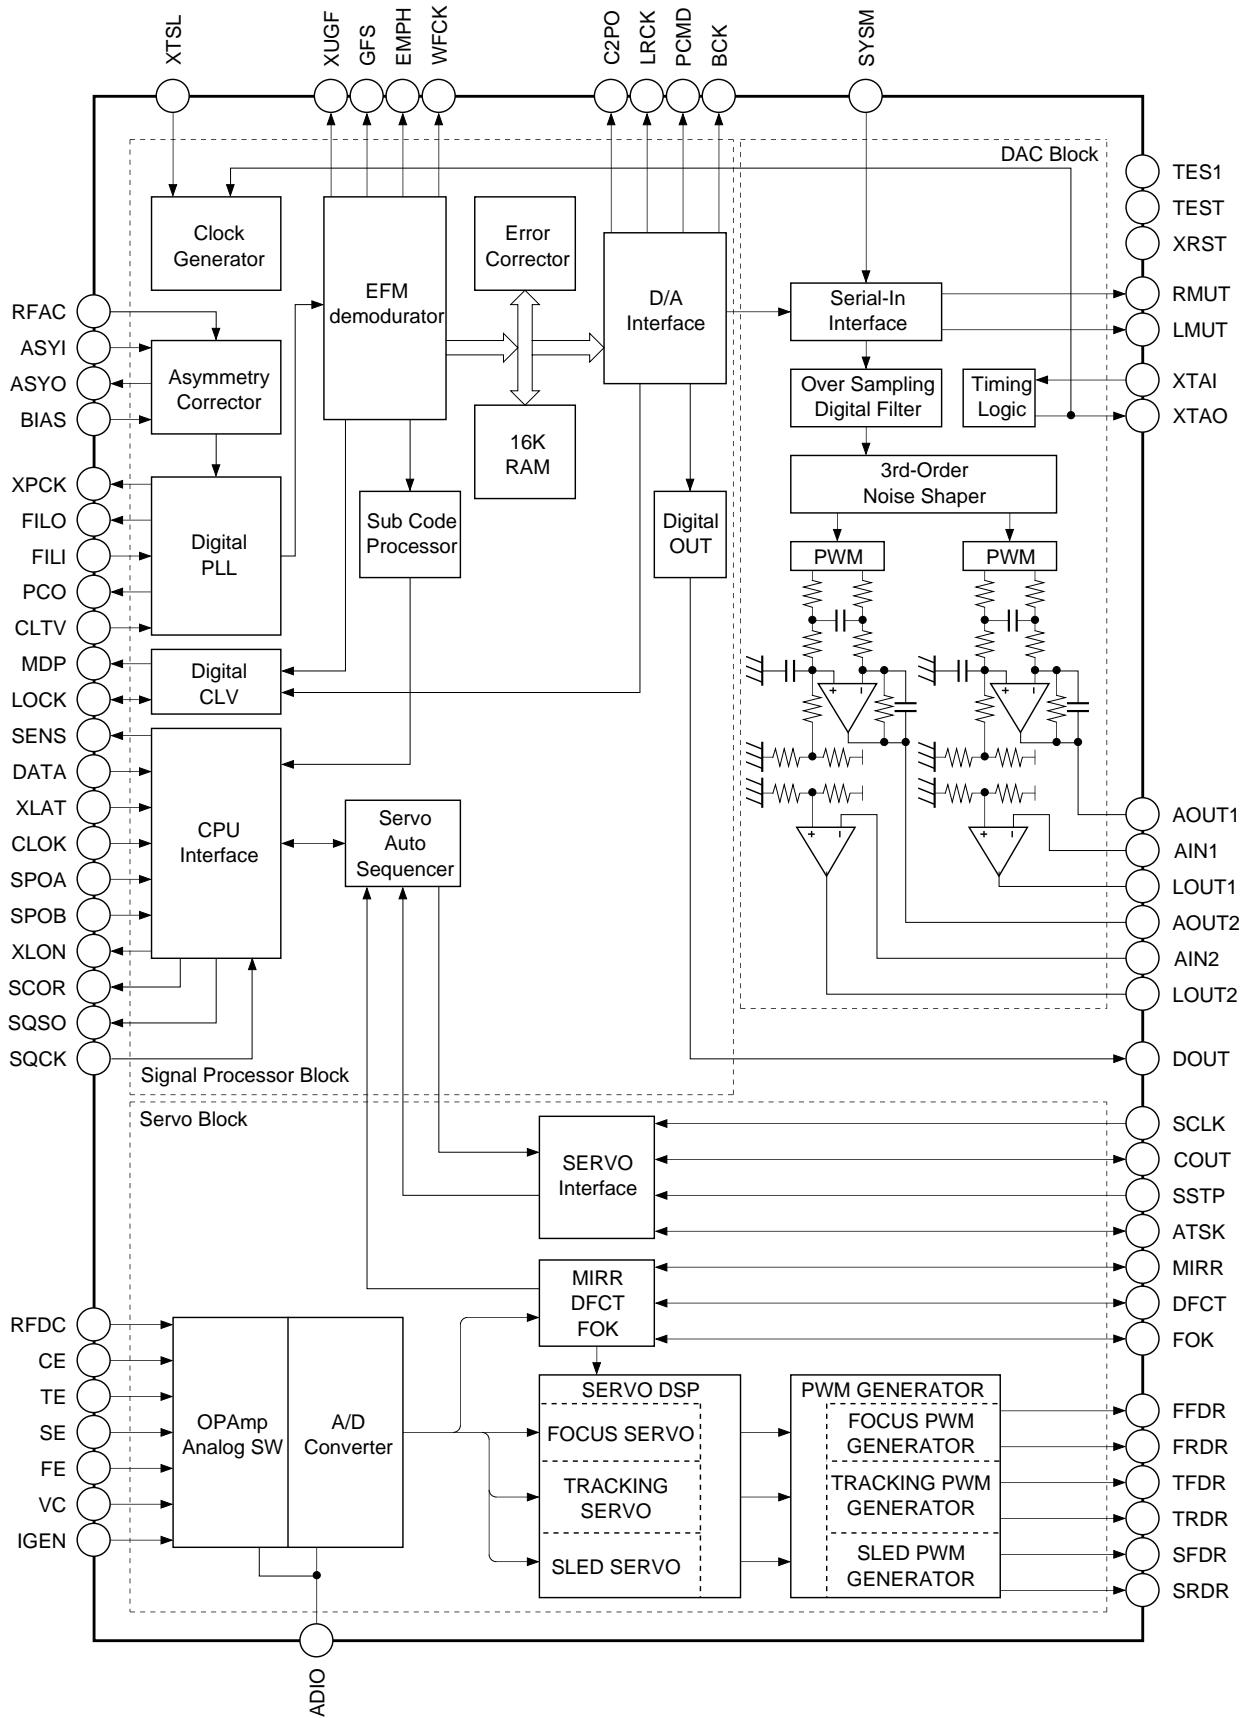 XTSL
XUGF
GFS
EMPH
WFCK
C2PO
LRCK
PCMD
BCK
SYSM
DAC Block
TES1
TEST
XRST
RMUT
LMUT
XTAI
XTAO
Clock
Generator
EFM
demodurator
Error
Corrector
D/A
Interface
Serial-In
Interface
RFAC
ASYI
ASYO
BIAS
Asymmetry
Corrector
Over Sampling
Digital Filter
Timing
Logic
16K
RAM
3rd-Order
Noise Shaper
XPCK
FILO
FILI
PCO
CLTV
Digital
PLL
Sub Code
Processor
Digital
OUT
PWM
PWM
MDP
LOCK
Digital
CLV
+ −
+ −
SENS
DATA
XLAT
CLOK
SPOA
SPOB
XLON
SCOR
SQSO
SQCK
CPU
Interface
Servo
Auto
Sequencer
+ −
+ −
AOUT1
AIN1
LOUT1
AOUT2
AIN2
LOUT2
DOUT
Signal Processor Block
Servo Block
SERVO
Interface
SCLK
COUT
SSTP
ATSK
MIRR
DFCT
FOK
MIRR
DFCT
FOK
RFDC
CE
TE
SE
FE
VC
IGEN
OPAmp
Analog SW
A/D
Converter
SERVO DSP
FOCUS SERVO
TRACKING
SERVO
SLED SERVO
PWM GENERATOR
FOCUS PWM
GENERATOR
TRACKING PWM
GENERATOR
SLED PWM
GENERATOR
FFDR
FRDR
TFDR
TRDR
SFDR
SRDR
ADIO